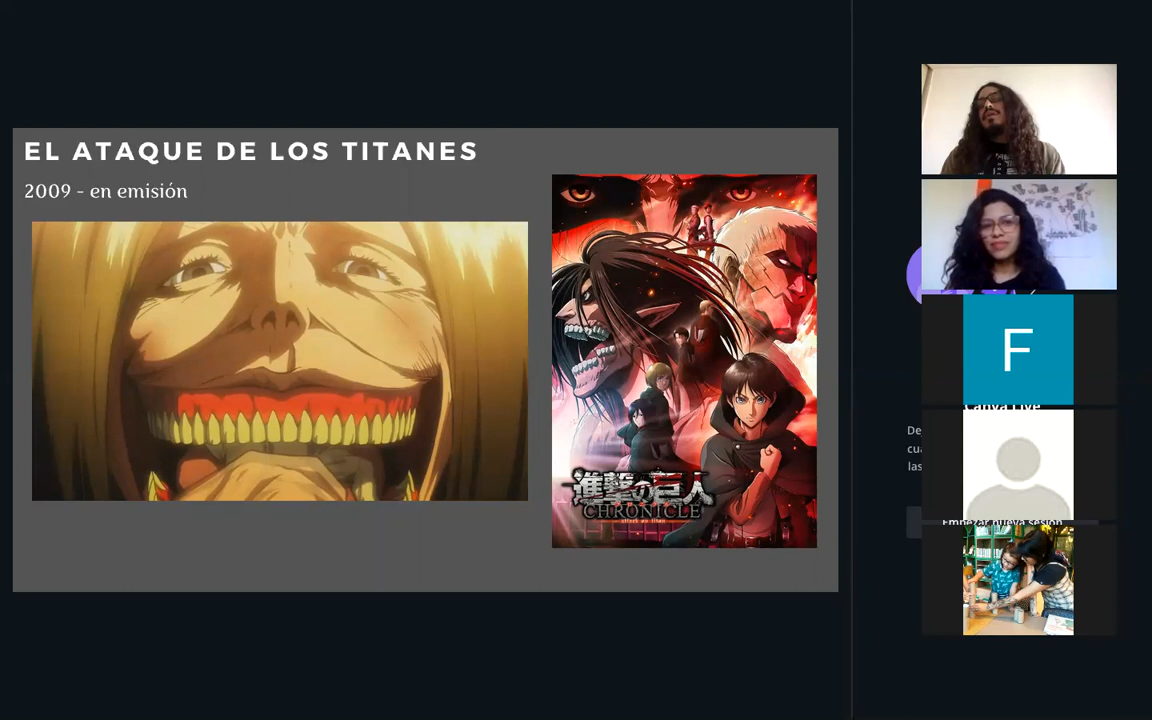 EL ATAQUE DE LOS TITANES
2009 - en emisión
進撃の巨人
CHRONICLE
attack on titan
F
Canva Live
De
cua
las
Empezar nueva sesión